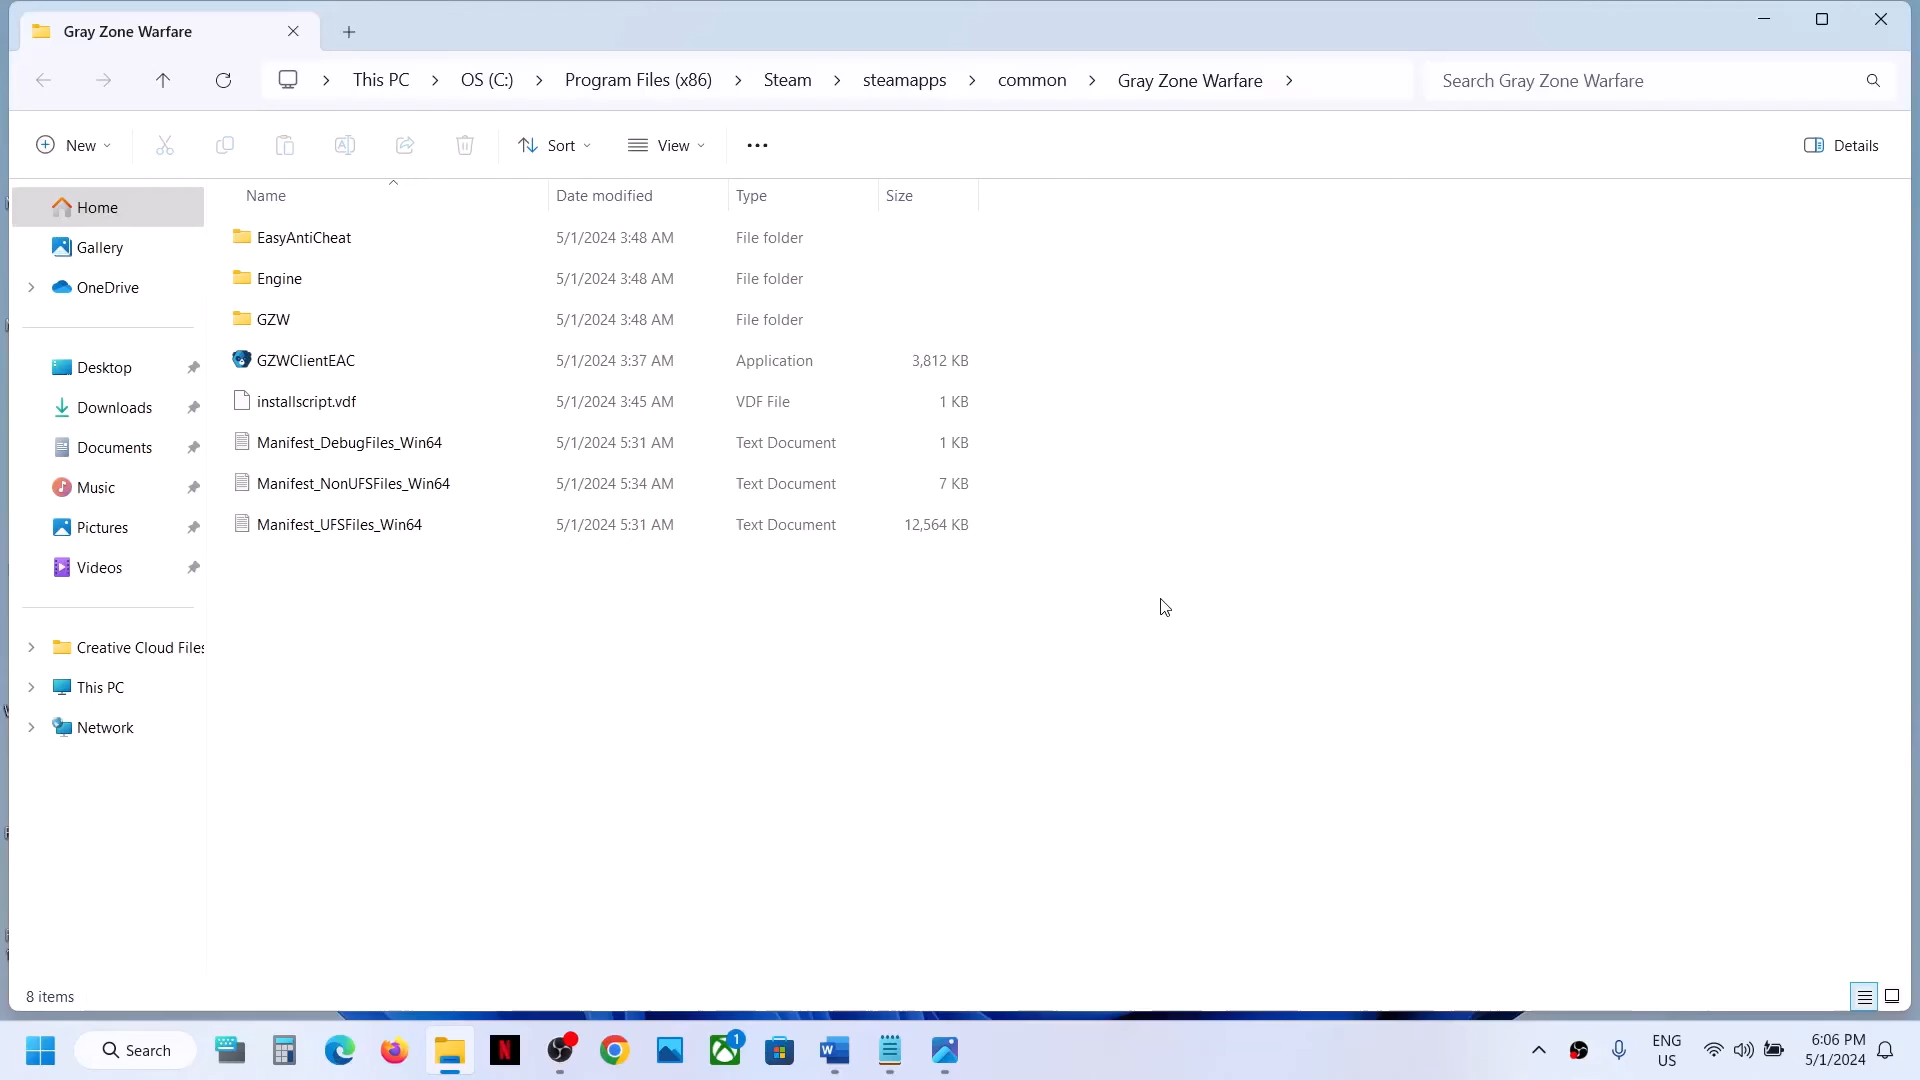 Gray Zone Warfare
This PC
OS (C:)
Program Files (x86)
Steam
steamapps
common
Gray Zone Warfare
Search Gray Zone Warfare
New
Sort
View
Details
Name
Date modified
Type
Size
Home
Gallery
OneDrive
Desktop
Downloads
Documents
Music
Pictures
Videos
Creative Cloud Files
This PC
Network
EasyAntiCheat 5/1/2024 3:48 AM File folder
Engine 5/1/2024 3:48 AM File folder
GZW 5/1/2024 3:48 AM File folder
GZWClientEAC 5/1/2024 3:37 AM Application 3,812 KB
installscript.vdf 5/1/2024 3:45 AM VDF File 1 KB
Manifest_DebugFiles_Win64 5/1/2024 5:31 AM Text Document 1 KB
Manifest_NonUFSFiles_Win64 5/1/2024 5:34 AM Text Document 7 KB
Manifest_UFSFiles_Win64 5/1/2024 5:31 AM Text Document 12,564 KB
8 items
Search
N
1
W
ENG
US
6:06 PM
5/1/2024